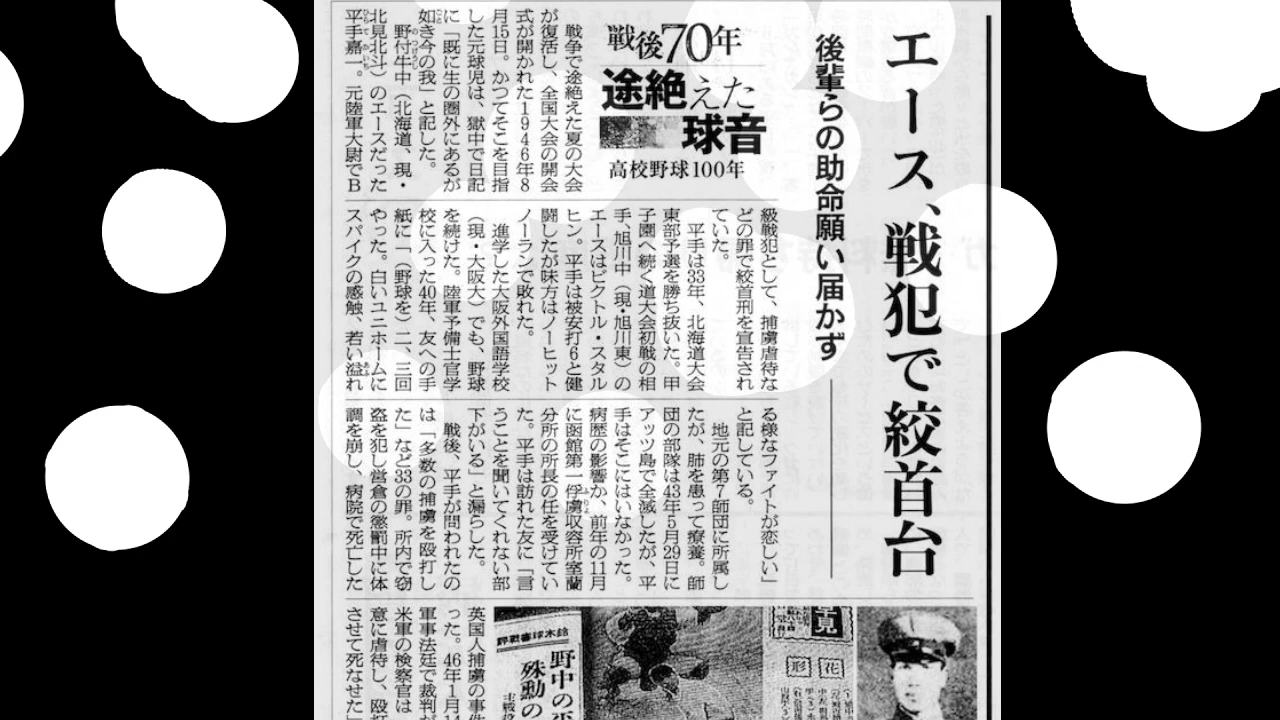 エース、戦犯で絞首台
後輩らの助命願い届かず
戦後70年
途絶えた
球音
高校野球100年
戦争で途絶えた夏の大会
が復活し、全国大会の開会
式が開かれた1946年8
月15日。かつてそこを目指
した元球児は、獄中で日記
に「既に生の圏外にあるが
如き今の我」と記した。
野付牛中（北海道、現・
北見北斗）のエースだった
平手嘉一。元陸軍大尉でB
級戦犯として、捕虜虐待な
どの罪で絞首刑を宣告され
ていた。
平手は33年、北海道大会
東部予選を勝ち抜いた。甲
子園へ続く道大会初戦の相
手、旭川中（現・旭川東）の
エースはビクトル・スタル
ヒン。平手は被安打6と健
闘したが味方はノーヒット
ノーランで敗れた。
進学した大阪外国語学校
（現・大阪大）でも、野球
を続けた。陸軍予備士官学
校に入った40年、友への手
紙に「（野球を）二、三回
やった。白いユニホームに
スパイクの感触、若い溢れ
る様なファイトが恋しい」
と記している。
地元の第7師団に所属し
たが、肺を患って療養。師
団の部隊は43年5月29日に
アッツ島で全滅したが、平
手はそこにはいなかった。
病歴の影響か、前年の11月
に函館第一俘虜収容所室蘭
分所の所長の任を受けてい
た。平手は訪れた友に「言
うことを聞いてくれない部
下がいる」と漏らした。
戦後、平手が問われたの
は「多数の捕虜を殴打し
た」など33の罪。所内で窃
盗を犯し営倉の懲罰中に体
調を崩し、病院で死亡した
英国人捕虜の事件
った。46年1月14
軍事法廷で裁判が
米軍の検察官は
意に虐待し、殴打
させて死なせた」
野中の平
殊勲の
花
形